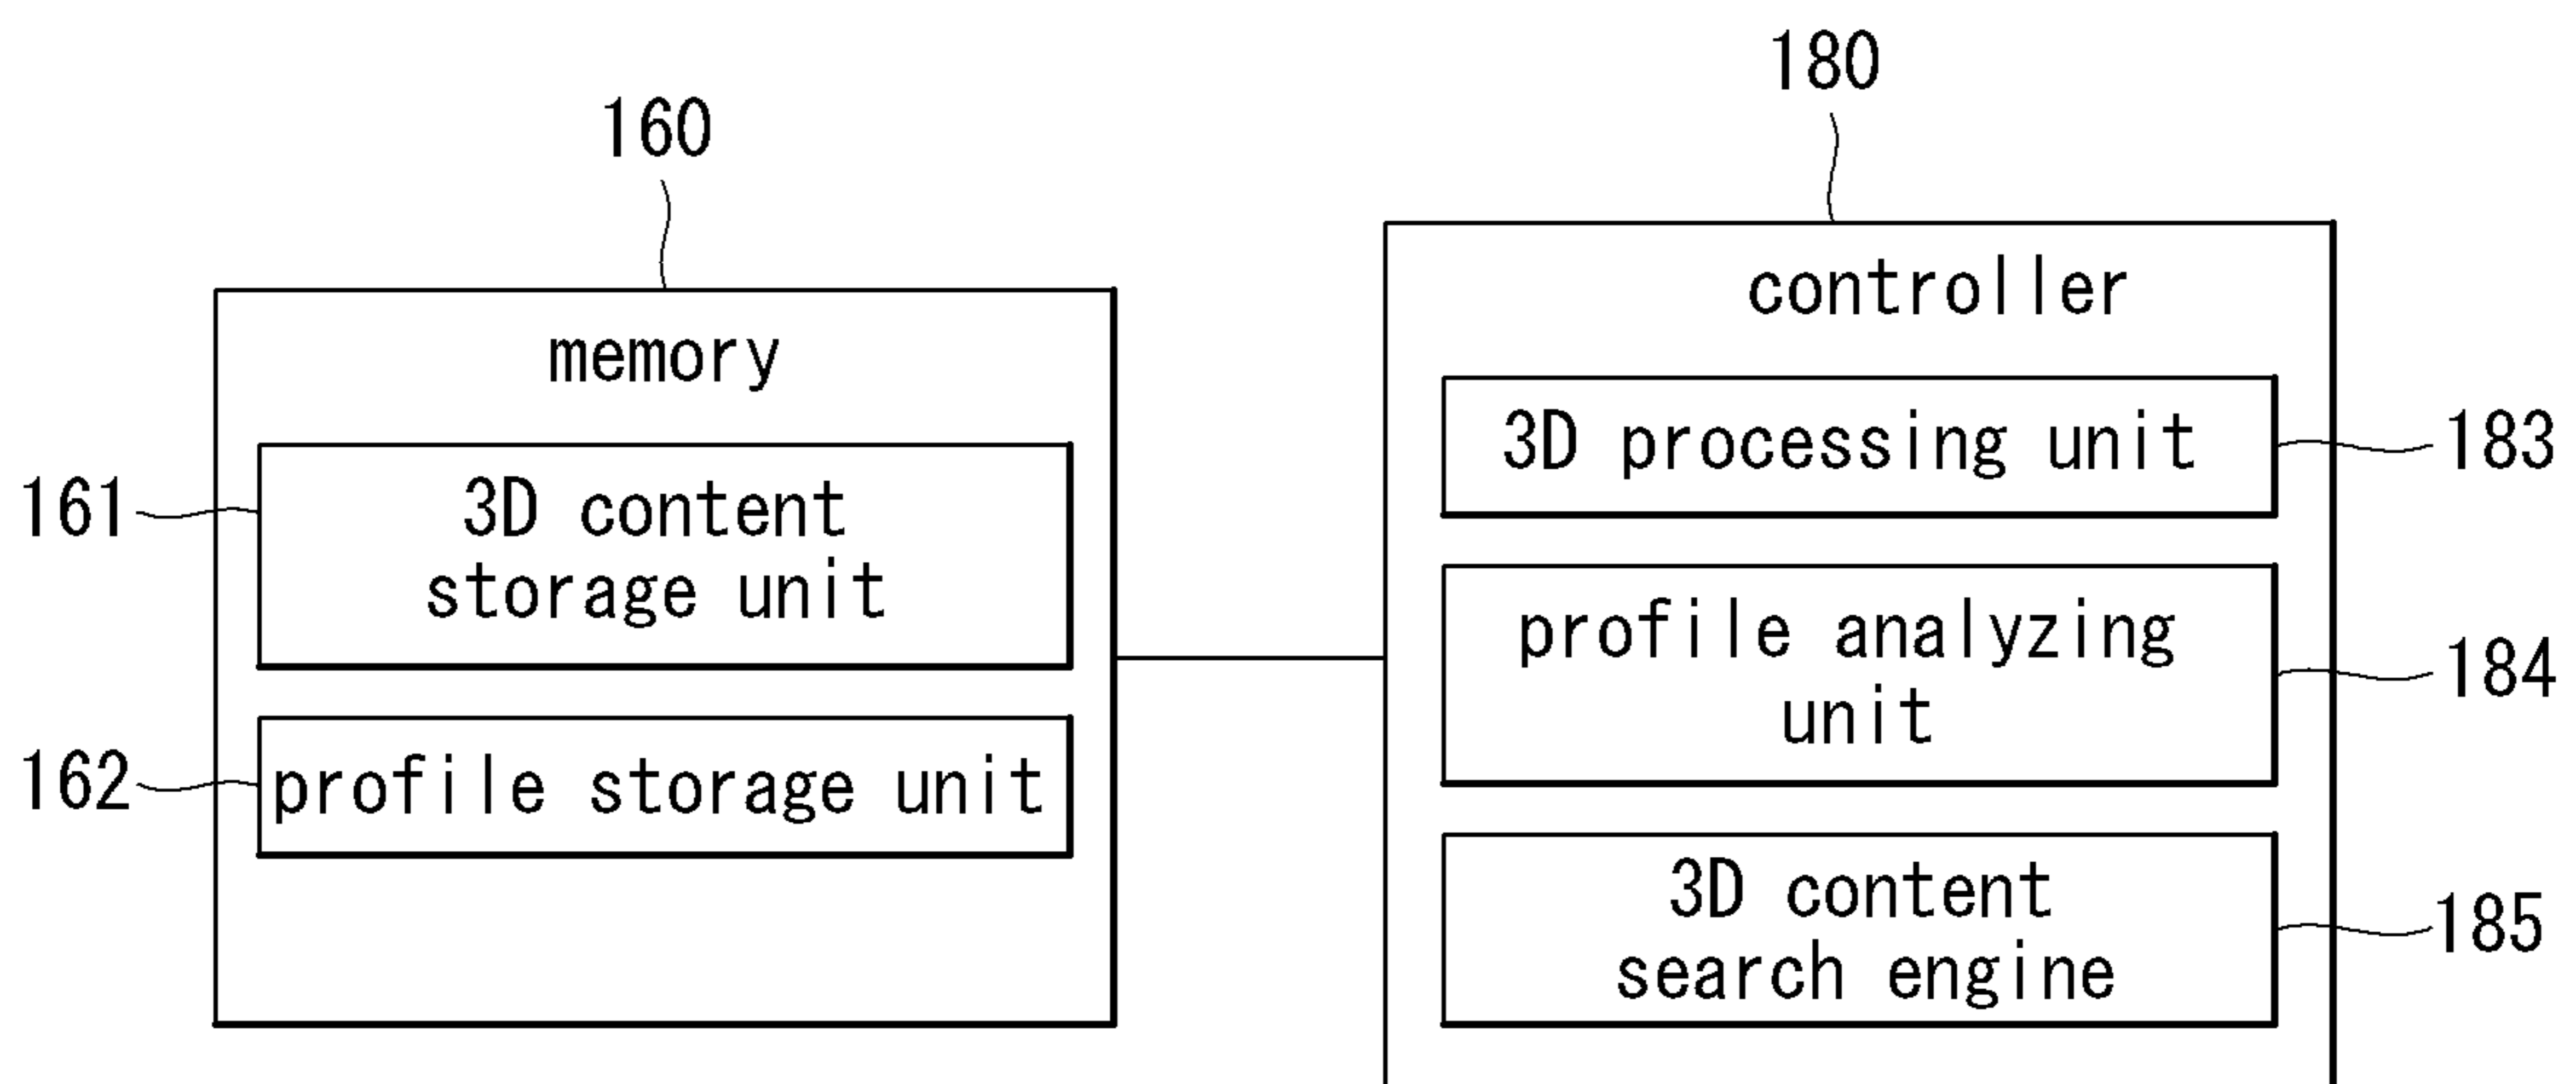 160
memory
161
3D content
storage unit
162
profile storage unit
180
controller
3D processing unit
183
profile analyzing
unit
184
3D content
search engine
185